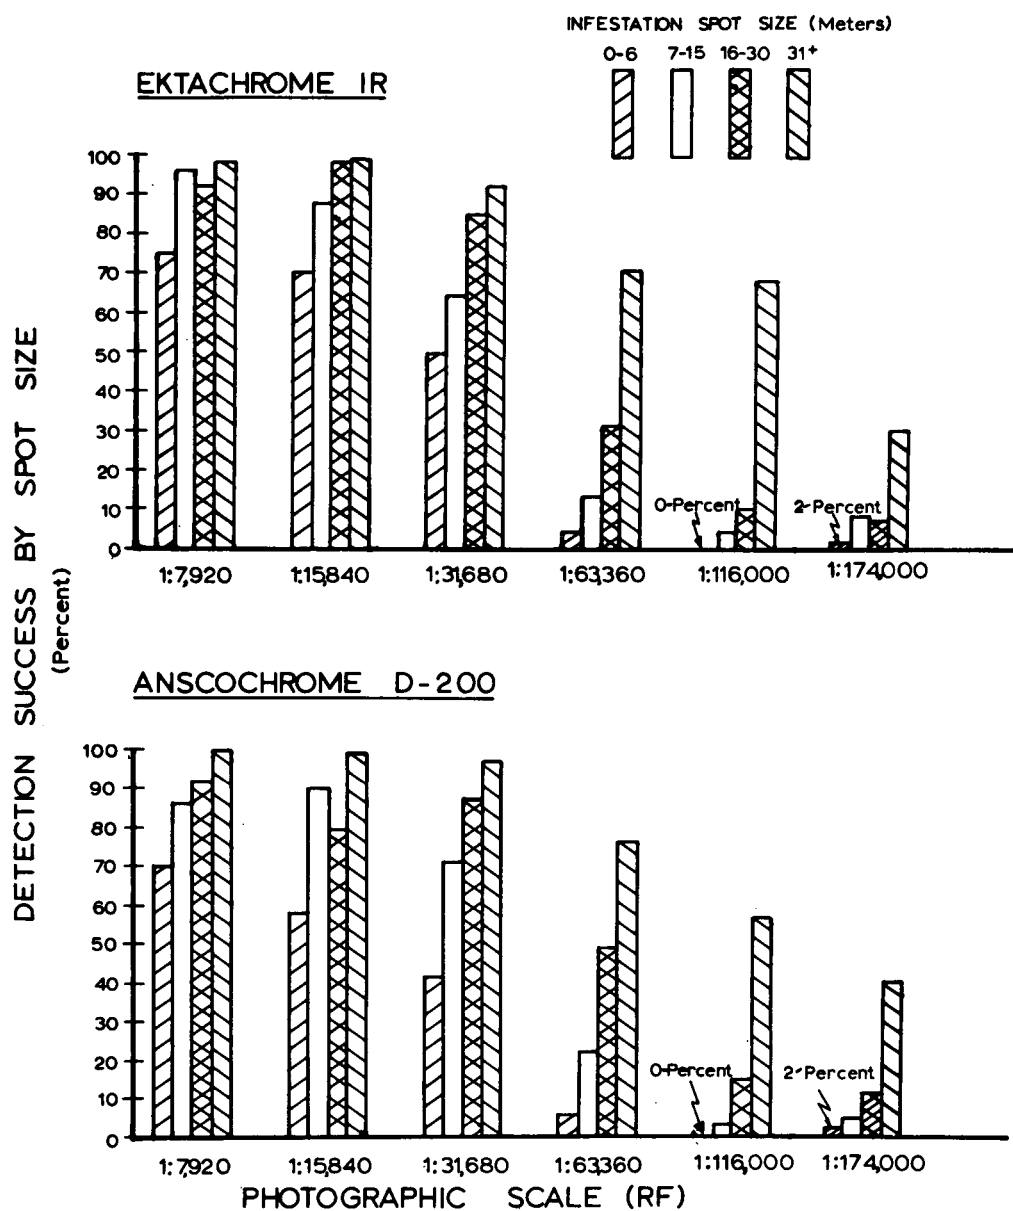 INFESTATION SPOT SIZE (Meters)
0-6 7-15 16-30 31+
EKTACHROME IR
100
90
80
70
60
50
40
30
20
10
0
0-Percent
2-Percent
1:7,920 1:15,840 1:31,680 1:63,360 1:116,000 1:174,000
DETECTION SUCCESS BY SPOT SIZE
(Percent)
ANSCOCHROME D-200
100
90
80
70
60
50
40
30
20
10
0
0-Percent
2-Percent
1:7,920 1:15,840 1:31,680 1:63,360 1:116,000 1:174,000
PHOTOGRAPHIC SCALE (RF)